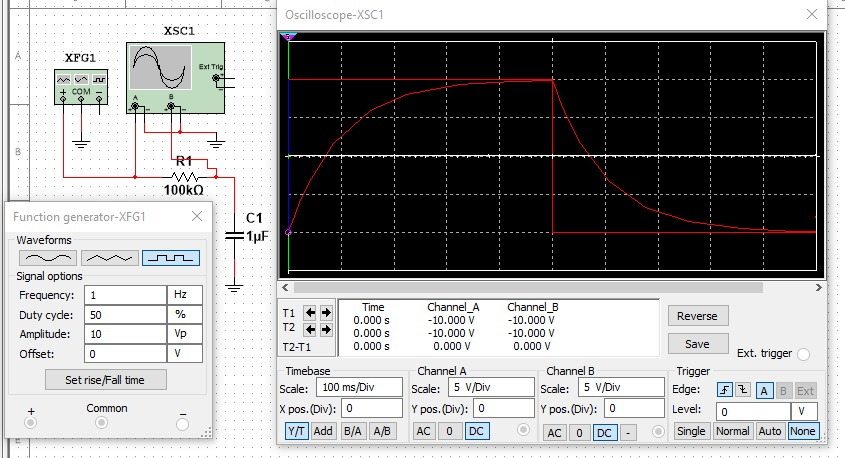 Oscilloscope-XSC1
XSC1
XFG1
Ext Trig
+
COM
A
B
+ - + -
A
B
R1
100kΩ
C1
1µF
Function generator-XFG1
Waveforms
Signal options
Frequency: 1 Hz
Duty cycle: 50 %
Amplitude: 10 Vp
Offset: 0 V
Set rise/Fall time
+ Common −
T1
T2
T2-T1
Time Channel_A Channel_B
0.000 s -10.000 V -10.000 V
0.000 s -10.000 V -10.000 V
0.000 s 0.000 V 0.000 V
Reverse
Save
Ext. trigger
Timebase
Scale: 100 ms/Div
X pos.(Div): 0
Y/T Add B/A A/B
Channel A
Scale: 5 V/Div
Y pos.(Div): 0
AC 0 DC
Channel B
Scale: 5 V/Div
Y pos.(Div): 0
AC 0 DC -
Trigger
Edge: A B Ext
Level: 0 V
Single Normal Auto None